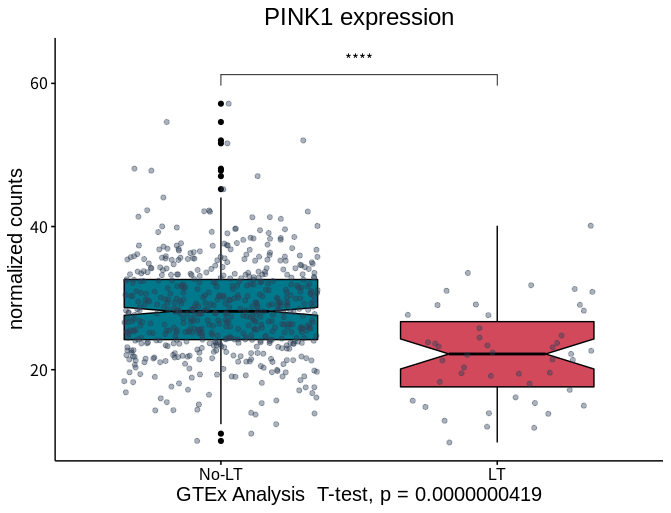 PINK1 expression
****
normalized counts
60
40
20
No-LT
LT
GTEx Analysis  T-test, p = 0.0000000419